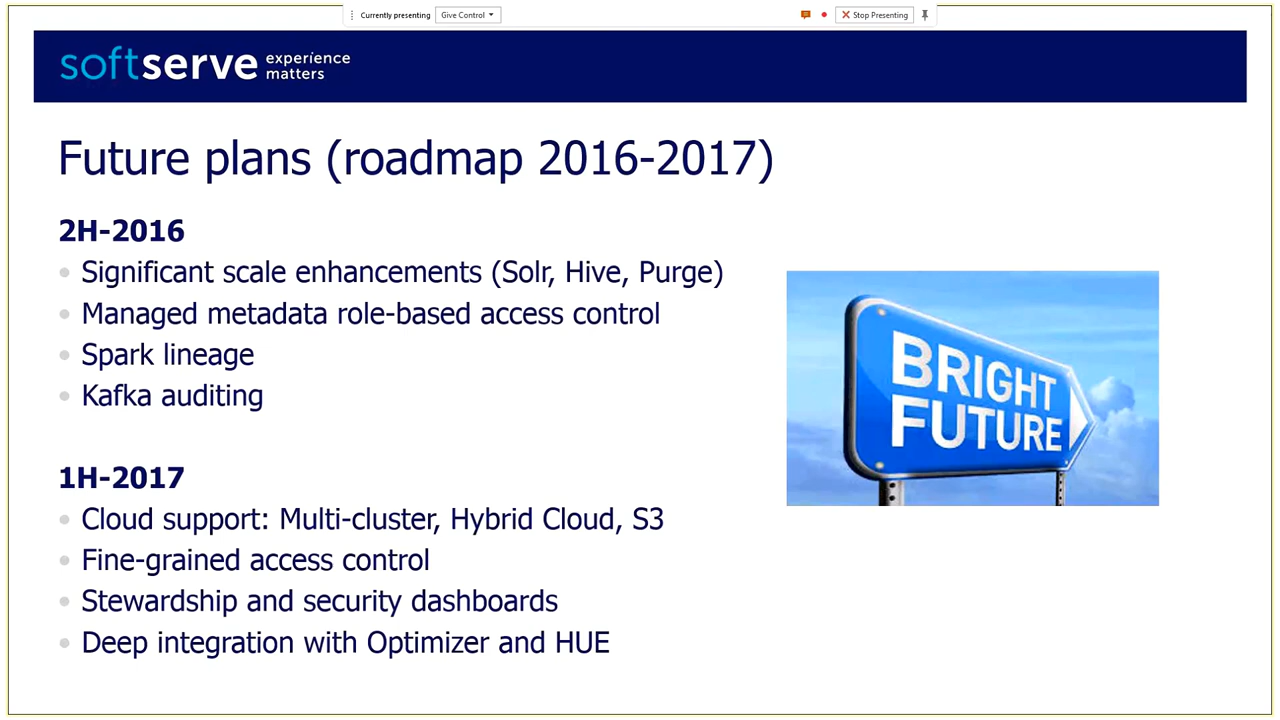 Currently presenting Give Control Stop Presenting
softserve experience
matters
Future plans (roadmap 2016-2017)
2H-2016
Significant scale enhancements (Solr, Hive, Purge)
Managed metadata role-based access control
Spark lineage
Kafka auditing
BRIGHT
FUTURE
1H-2017
Cloud support: Multi-cluster, Hybrid Cloud, S3
Fine-grained access control
Stewardship and security dashboards
Deep integration with Optimizer and HUE